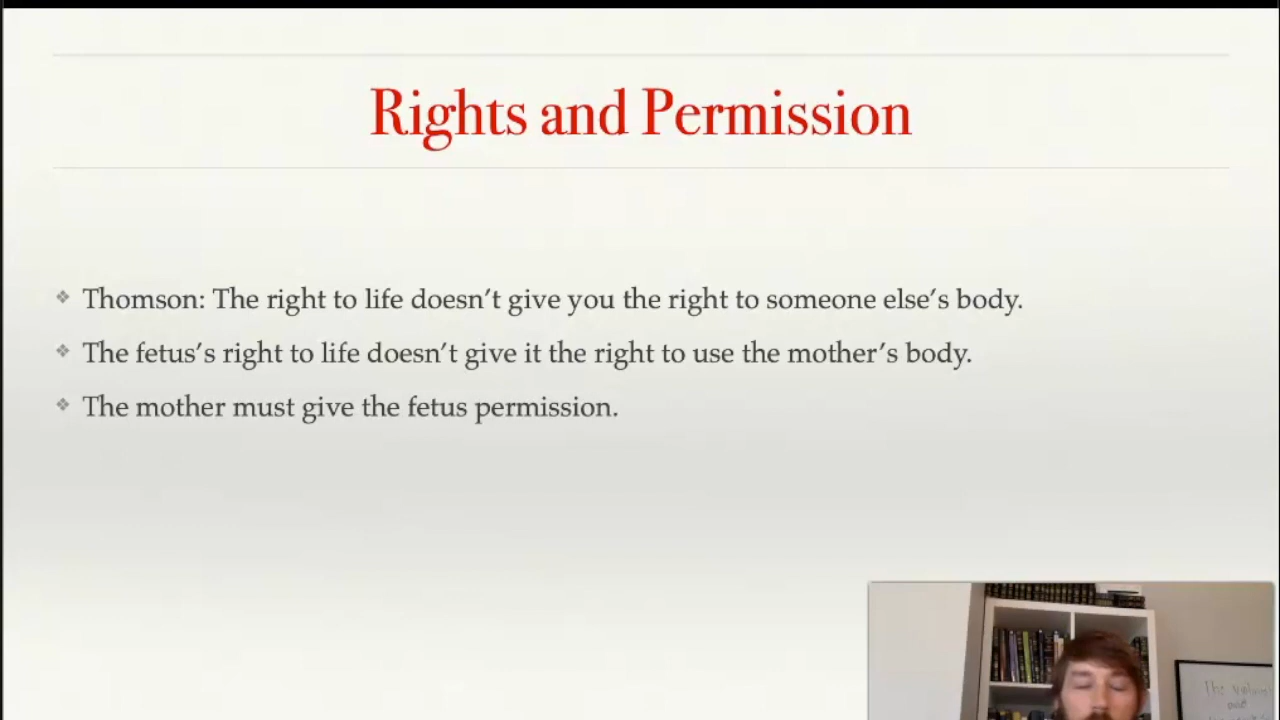 Rights and Permission
Thomson: The right to life doesn’t give you the right to someone else’s body.
The fetus’s right to life doesn’t give it the right to use the mother’s body.
The mother must give the fetus permission.
The
and